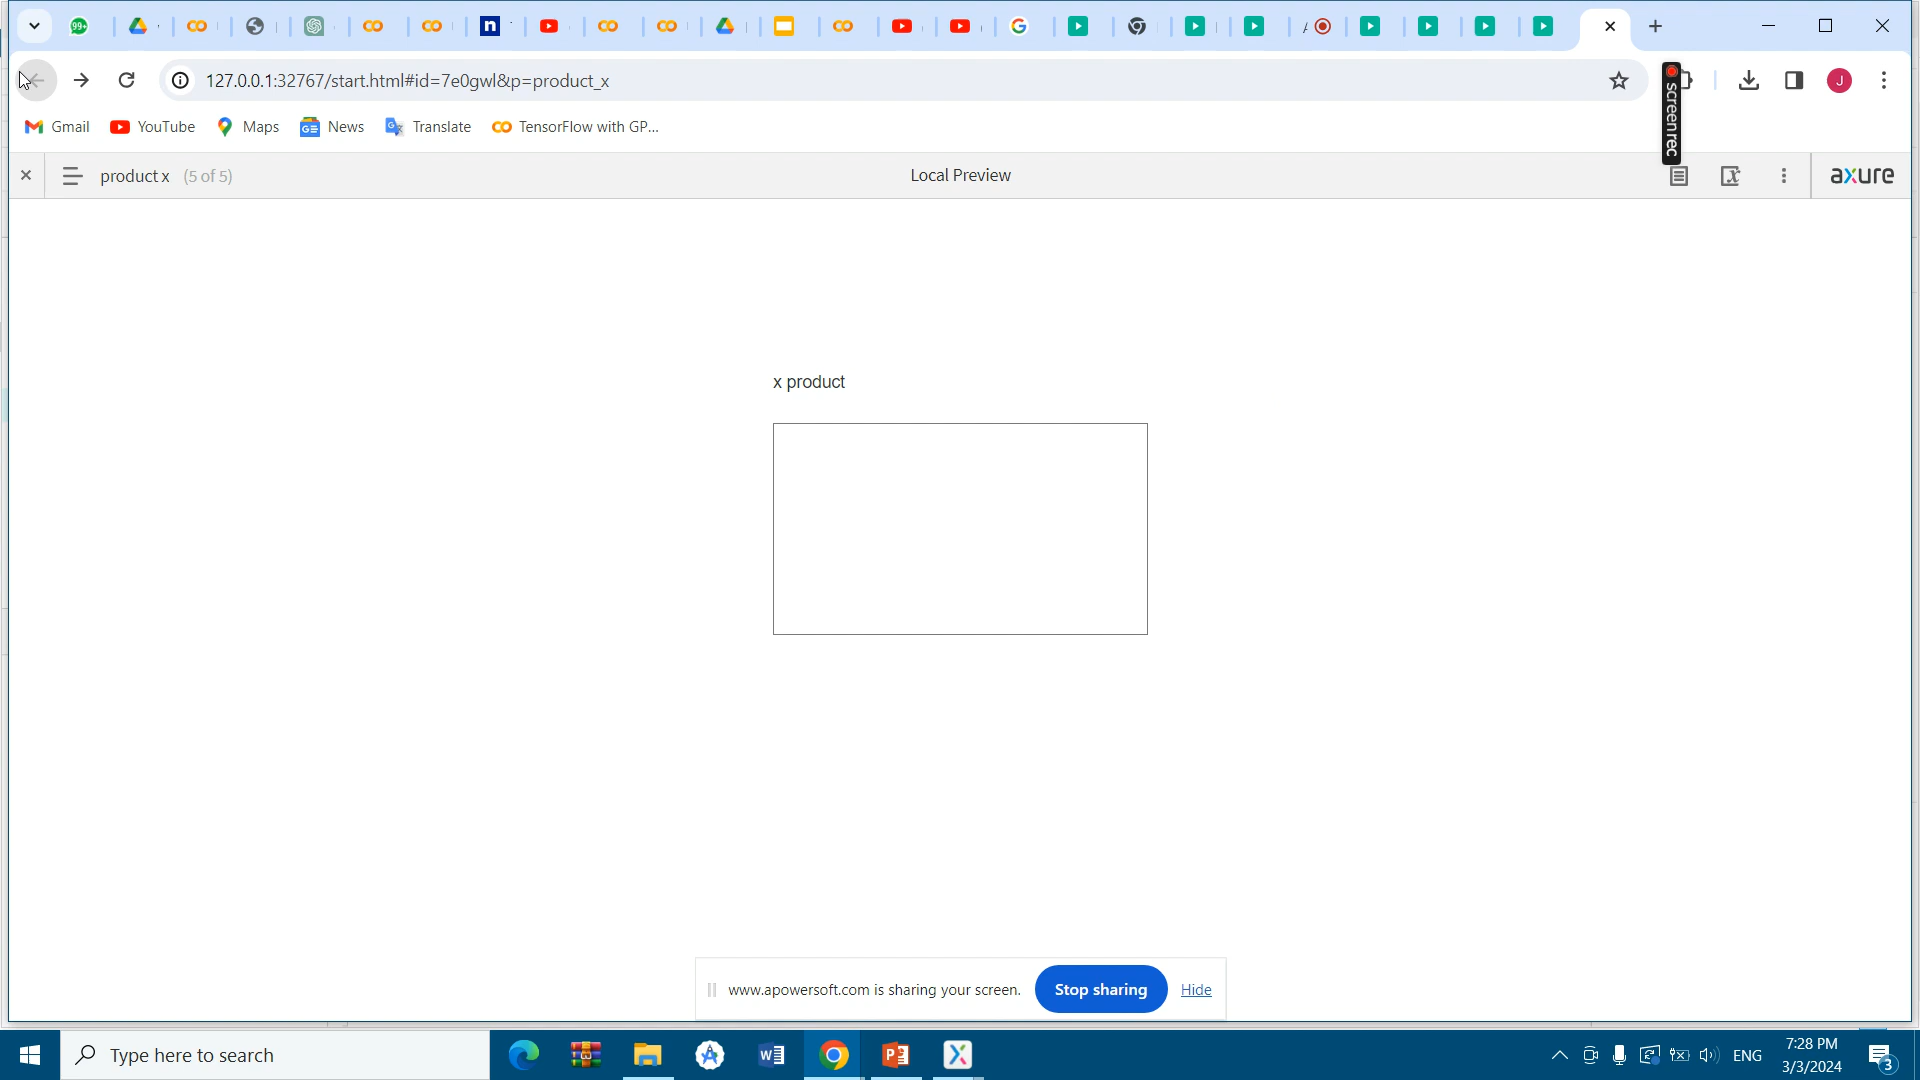 99+
127.0.0.1:32767/start.html#id=7e0gwl&p=product_x
J
Gmail
YouTube
Maps
News
Translate
TensorFlow with GP...
screenrec
product x (5 of 5)
Local Preview
axure
x product
www.apowersoft.com is sharing your screen.
Stop sharing
Hide
Type here to search
ENG
7:28 PM
3/3/2024
3